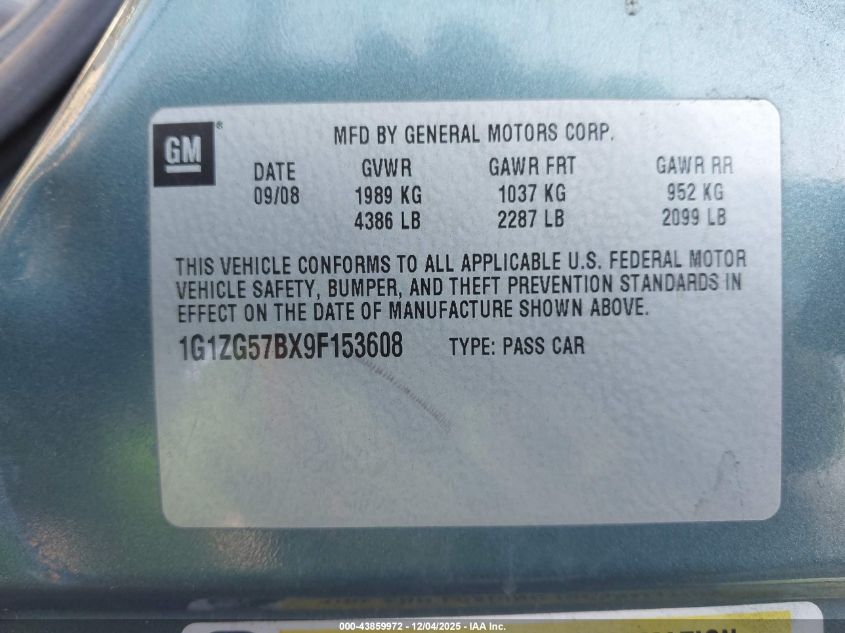 GM ®
MFD BY GENERAL MOTORS CORP.
DATE GVWR GAWR FRT GAWR RR
09/08 1989 KG 1037 KG 952 KG
4386 LB 2287 LB 2099 LB
THIS VEHICLE CONFORMS TO ALL APPLICABLE U.S. FEDERAL MOTOR
VEHICLE SAFETY, BUMPER, AND THEFT PREVENTION STANDARDS IN
EFFECT ON THE DATE OF MANUFACTURE SHOWN ABOVE.
1G1ZG57BX9F153608 TYPE: PASS CAR
000-43859972 - 12/04/2025 - IAA Inc.